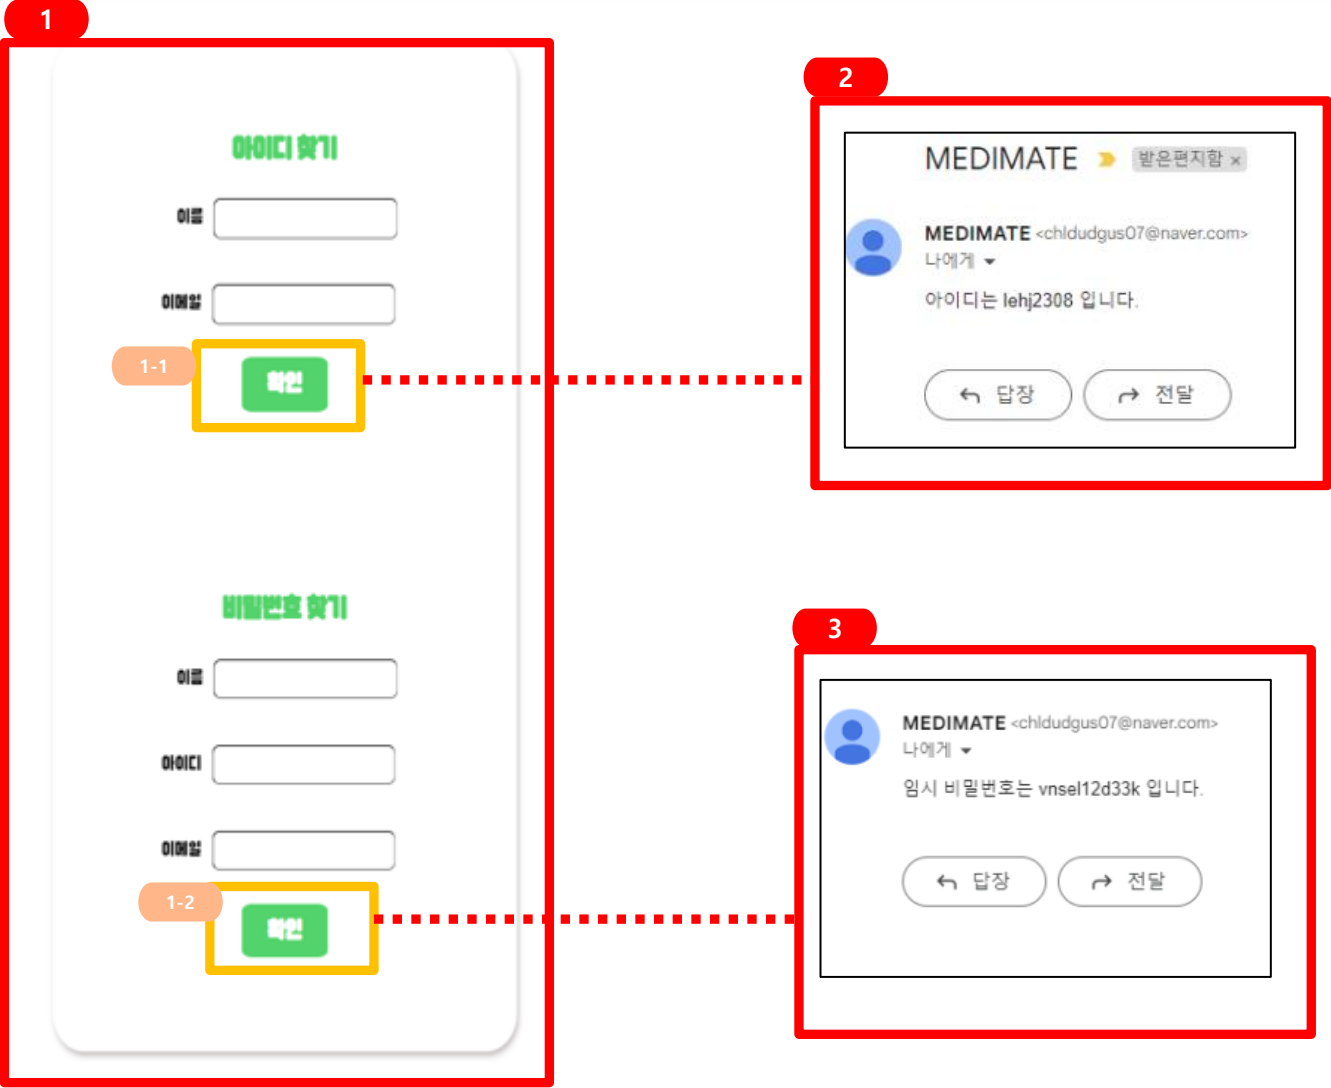 1
아이디 찾기
이름
이메일
1-1
확인
비밀번호 찾기
이름
아이디
이메일
1-2
확인
2
MEDIMATE 받은편지함 ×
MEDIMATE <chldudgus07@naver.com>
나에게
아이디는 lehj2308 입니다.
답장 전달
3
MEDIMATE <chldudgus07@naver.com>
나에게
임시 비밀번호는 vnsel12d33k 입니다.
답장 전달